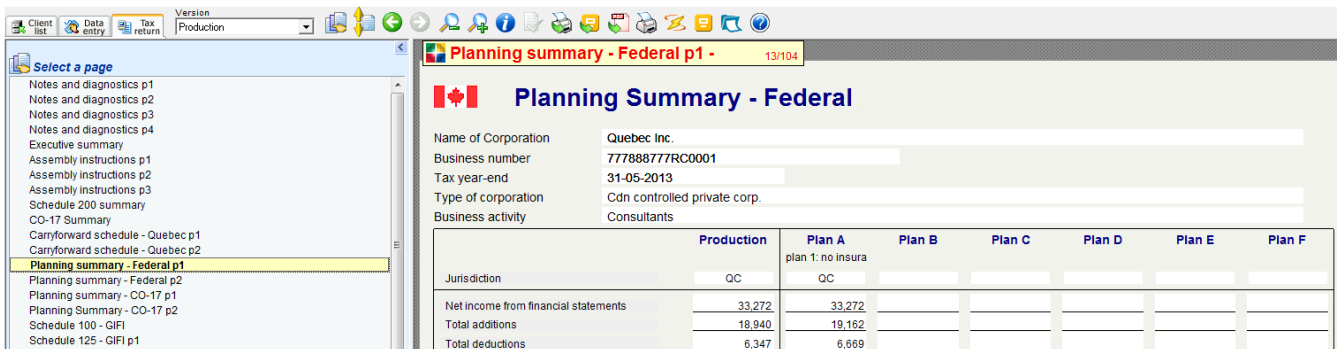 Version
Client list
Data entry
Tax return
Production
Select a page
Notes and diagnostics p1
Notes and diagnostics p2
Notes and diagnostics p3
Notes and diagnostics p4
Executive summary
Assembly instructions p1
Assembly instructions p2
Assembly instructions p3
Schedule 200 summary
CO-17 Summary
Carryforward schedule - Quebec p1
Carryforward schedule - Quebec p2
Planning summary - Federal p1
Planning summary - Federal p2
Planning summary - CO-17 p1
Planning Summary - CO-17 p2
Schedule 100 - GIFI
Schedule 125 - GIFI p1
Planning summary - Federal p1 - 13/104
Planning Summary - Federal
Name of Corporation Quebec Inc.
Business number 777888777RC0001
Tax year-end 31-05-2013
Type of corporation Cdn controlled private corp.
Business activity Consultants
Production Plan A Plan B Plan C Plan D Plan E Plan F
plan 1: no insura
Jurisdiction QC QC
Net income from financial statements 33,272 33,272
Total additions 18,940 19,162
Total deductions 6,347 6,669